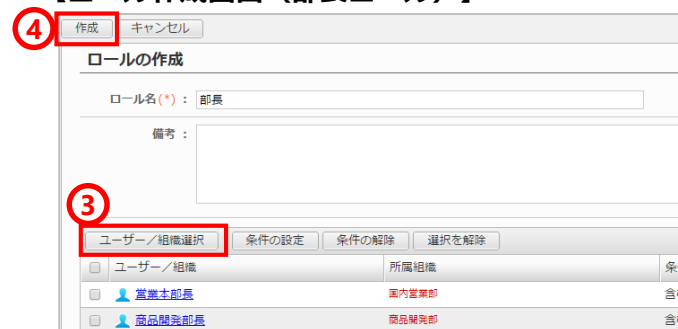 【ロール作成画面（部長ロール）】
④ 作成 キャンセル
ロールの作成
ロール名(*)： 部長
備考：
③
ユーザー／組織選択 条件の設定 条件の解除 選択を解除
ユーザー／組織 所属組織
営業本部長 国内営業部
商品開発部長 商品開発部